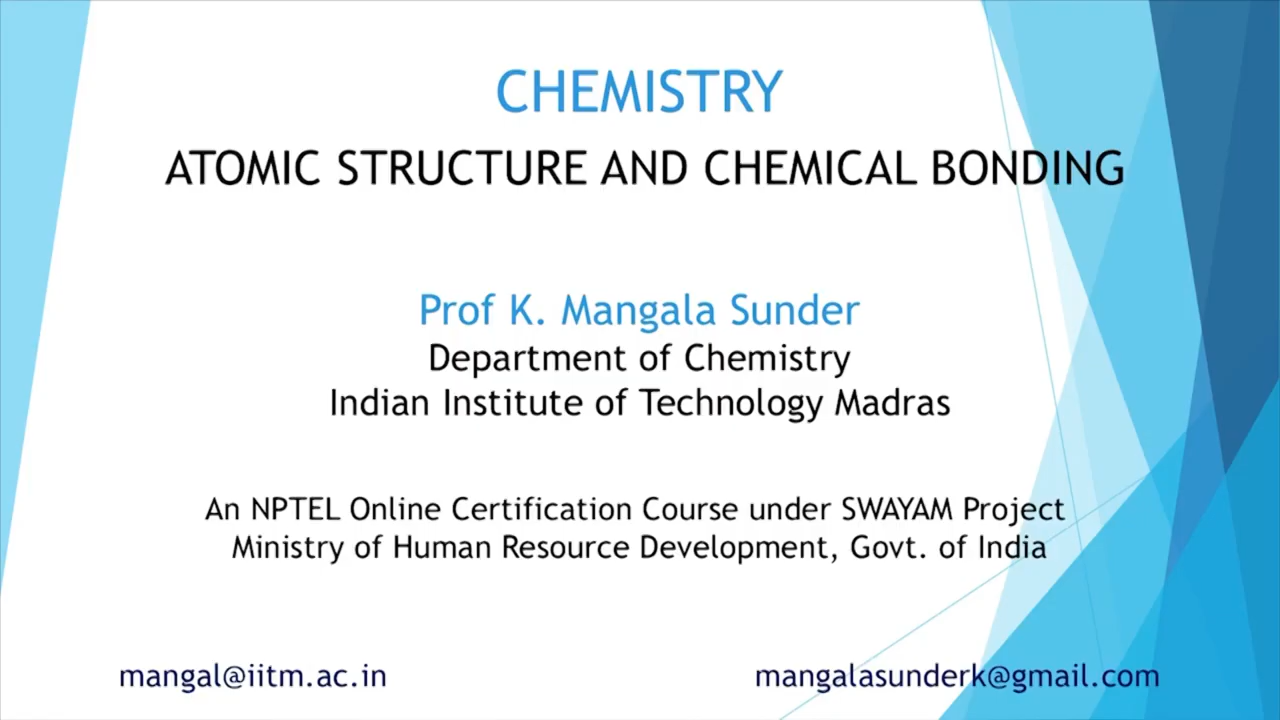 CHEMISTRY
ATOMIC STRUCTURE AND CHEMICAL BONDING
Prof K. Mangala Sunder
Department of Chemistry
Indian Institute of Technology Madras
An NPTEL Online Certification Course under SWAYAM Project
Ministry of Human Resource Development, Govt. of India
mangal@iitm.ac.in
mangalasunderk@gmail.com